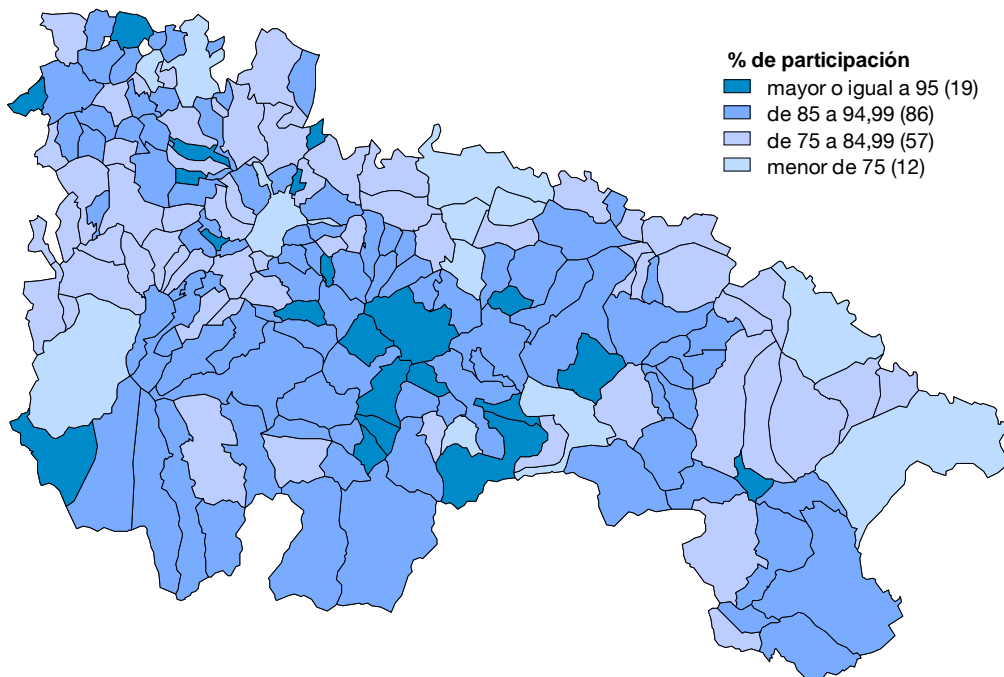 % de participación
mayor o igual a 95 (19)
de 85 a 94,99 (86)
de 75 a 84,99 (57)
menor de 75 (12)